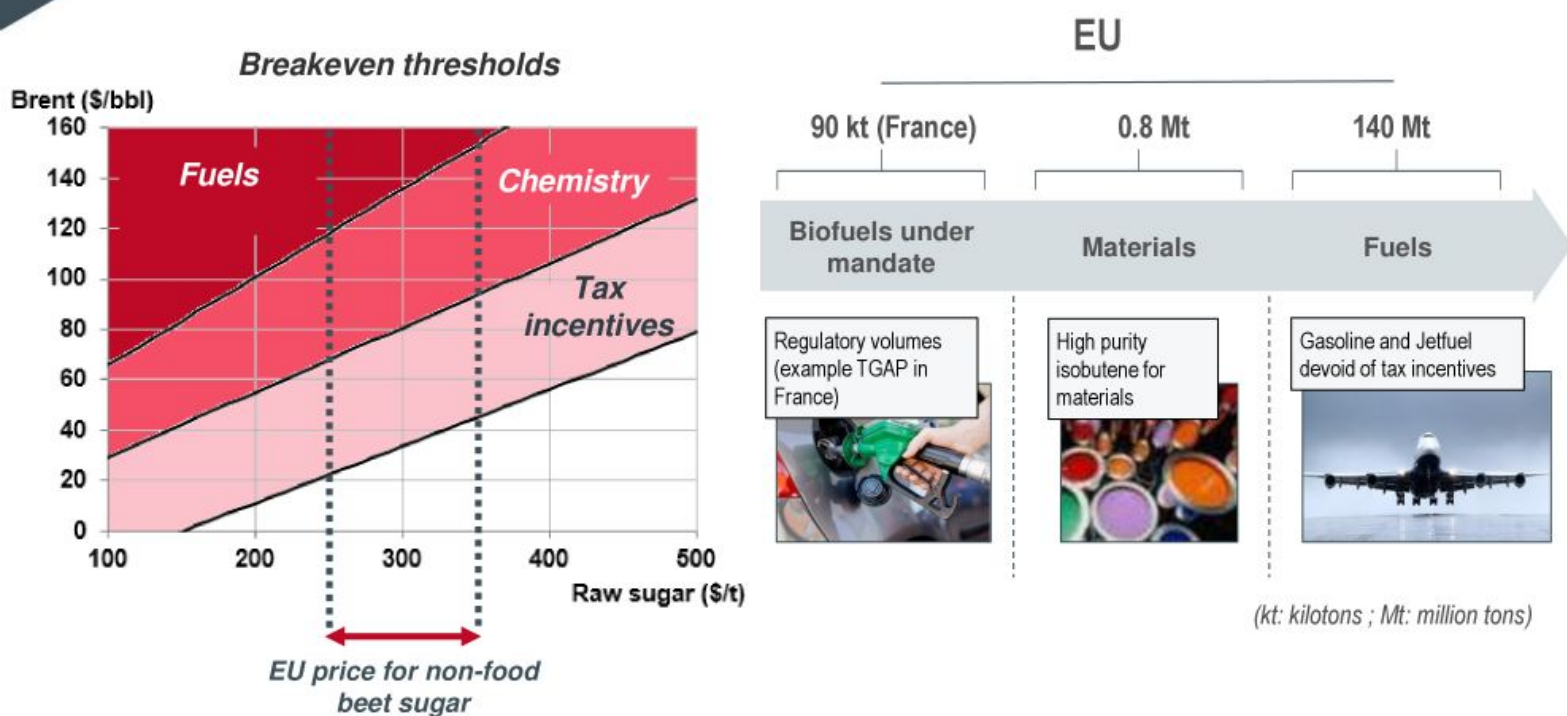 Breakeven thresholds
Brent ($/bbl)
160
140
120
100
80
60
40
20
0
100
200
300
400
500
Raw sugar ($/t)
Fuels
Chemistry
Tax
incentives
EU price for non-food
beet sugar
EU
90 kt (France)
0.8 Mt
140 Mt
Biofuels under
mandate
Materials
Fuels
Regulatory volumes
(example TGAP in
France)
High purity
isobutene for
materials
Gasoline and Jetfuel
devoid of tax incentives
(kt: kilotons ; Mt: million tons)